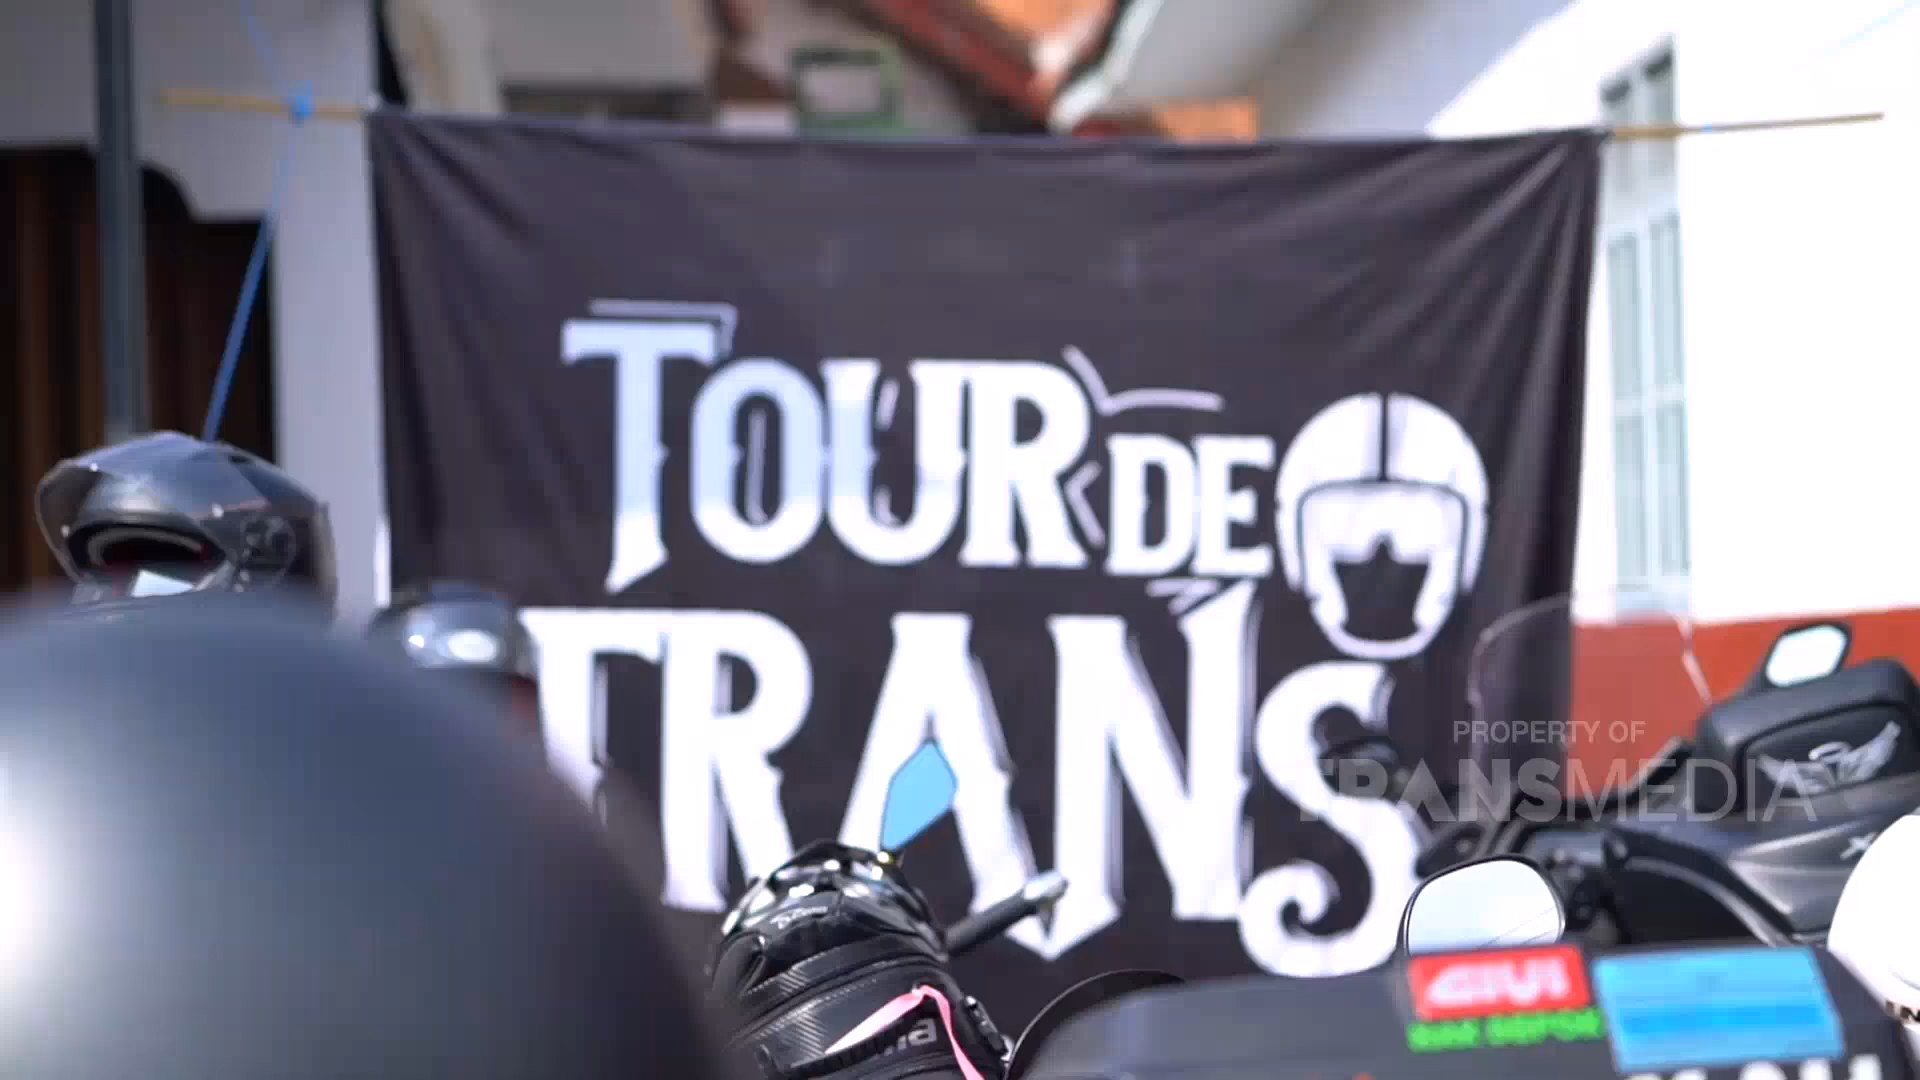 TOUR DE
TRANS
PROPERTY OF
TRANSMEDIA
GIVI